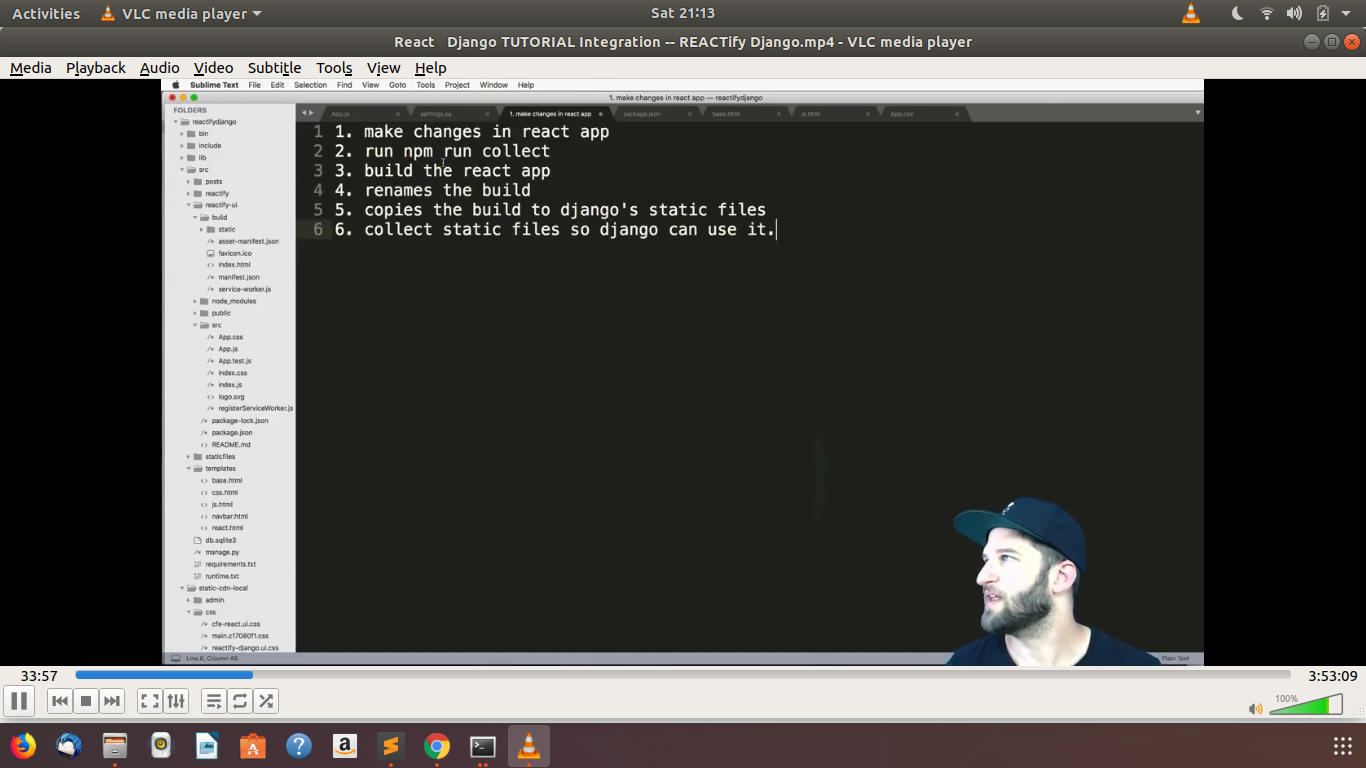 Activities VLC media player Sat 21:13
React Django TUTORIAL Integration -- REACTify Django.mp4 - VLC media player
Media Playback Audio Video Subtitle Tools View Help
Sublime Text File Edit Selection Find View Goto Tools Project Window Help
1. make changes in react app — reactifydjango
App.js settings.py 1. make changes in react app package.json base.html js.html App.css
FOLDERS
reactifydjango
bin
include
lib
src
posts
reactify
reactify-ui
build
static
asset-manifest.json
favicon.ico
index.html
manifest.json
service-worker.js
node_modules
public
src
App.css
App.js
App.test.js
index.css
index.js
logo.svg
registerServiceWorker.js
package-lock.json
package.json
README.md
staticfiles
templates
base.html
css.html
js.html
navbar.html
react.html
db.sqlite3
manage.py
requirements.txt
runtime.txt
static-cdn-local
admin
css
cfe-react.ui.css
main.c17080f1.css
reactify-django.ui.css
1 1. make changes in react app
2 2. run npm run collect
3 3. build the react app
4 4. renames the build
5 5. copies the build to django's static files
6 6. collect static files so django can use it.
Line 6, Column 46 Plain Text
33:57 3:53:09
100%